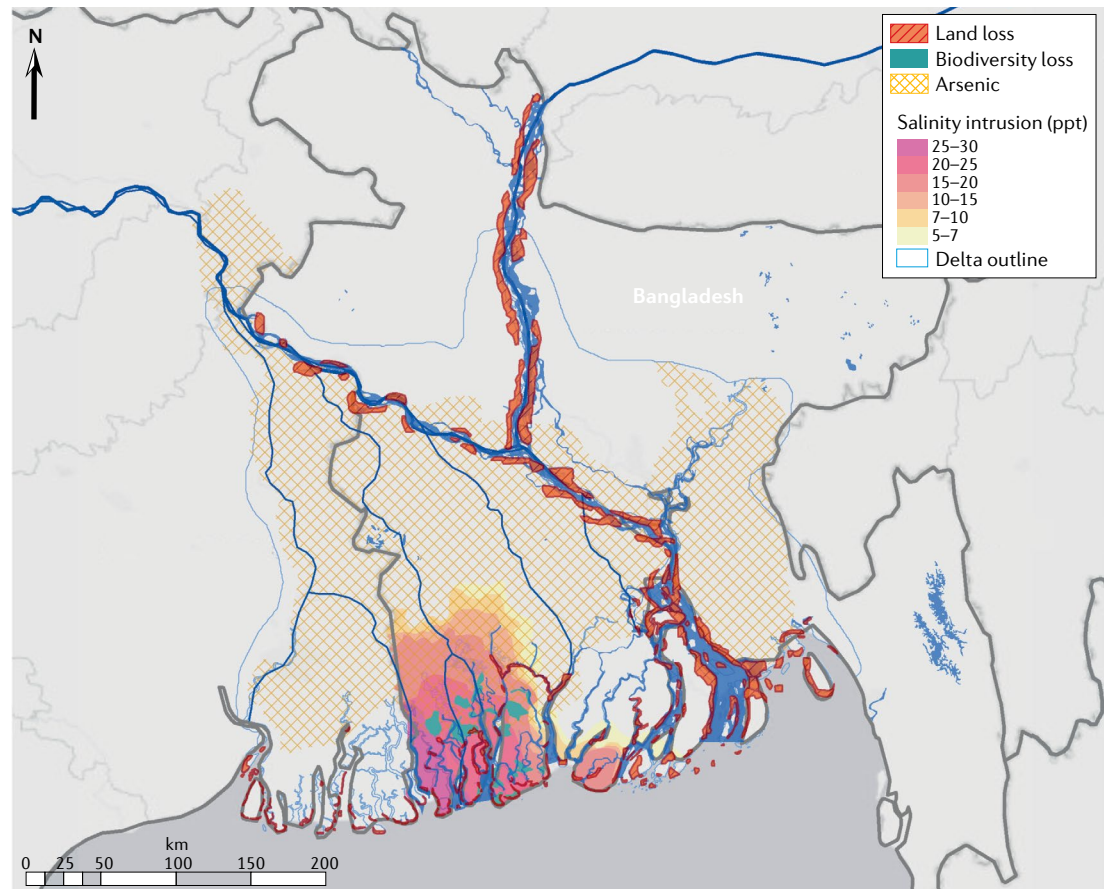 N
Land loss
Biodiversity loss
Arsenic
Salinity intrusion (ppt)
25–30
20–25
15–20
10–15
7–10
5–7
Delta outline
Bangladesh
km
0 25 50 100 150 200